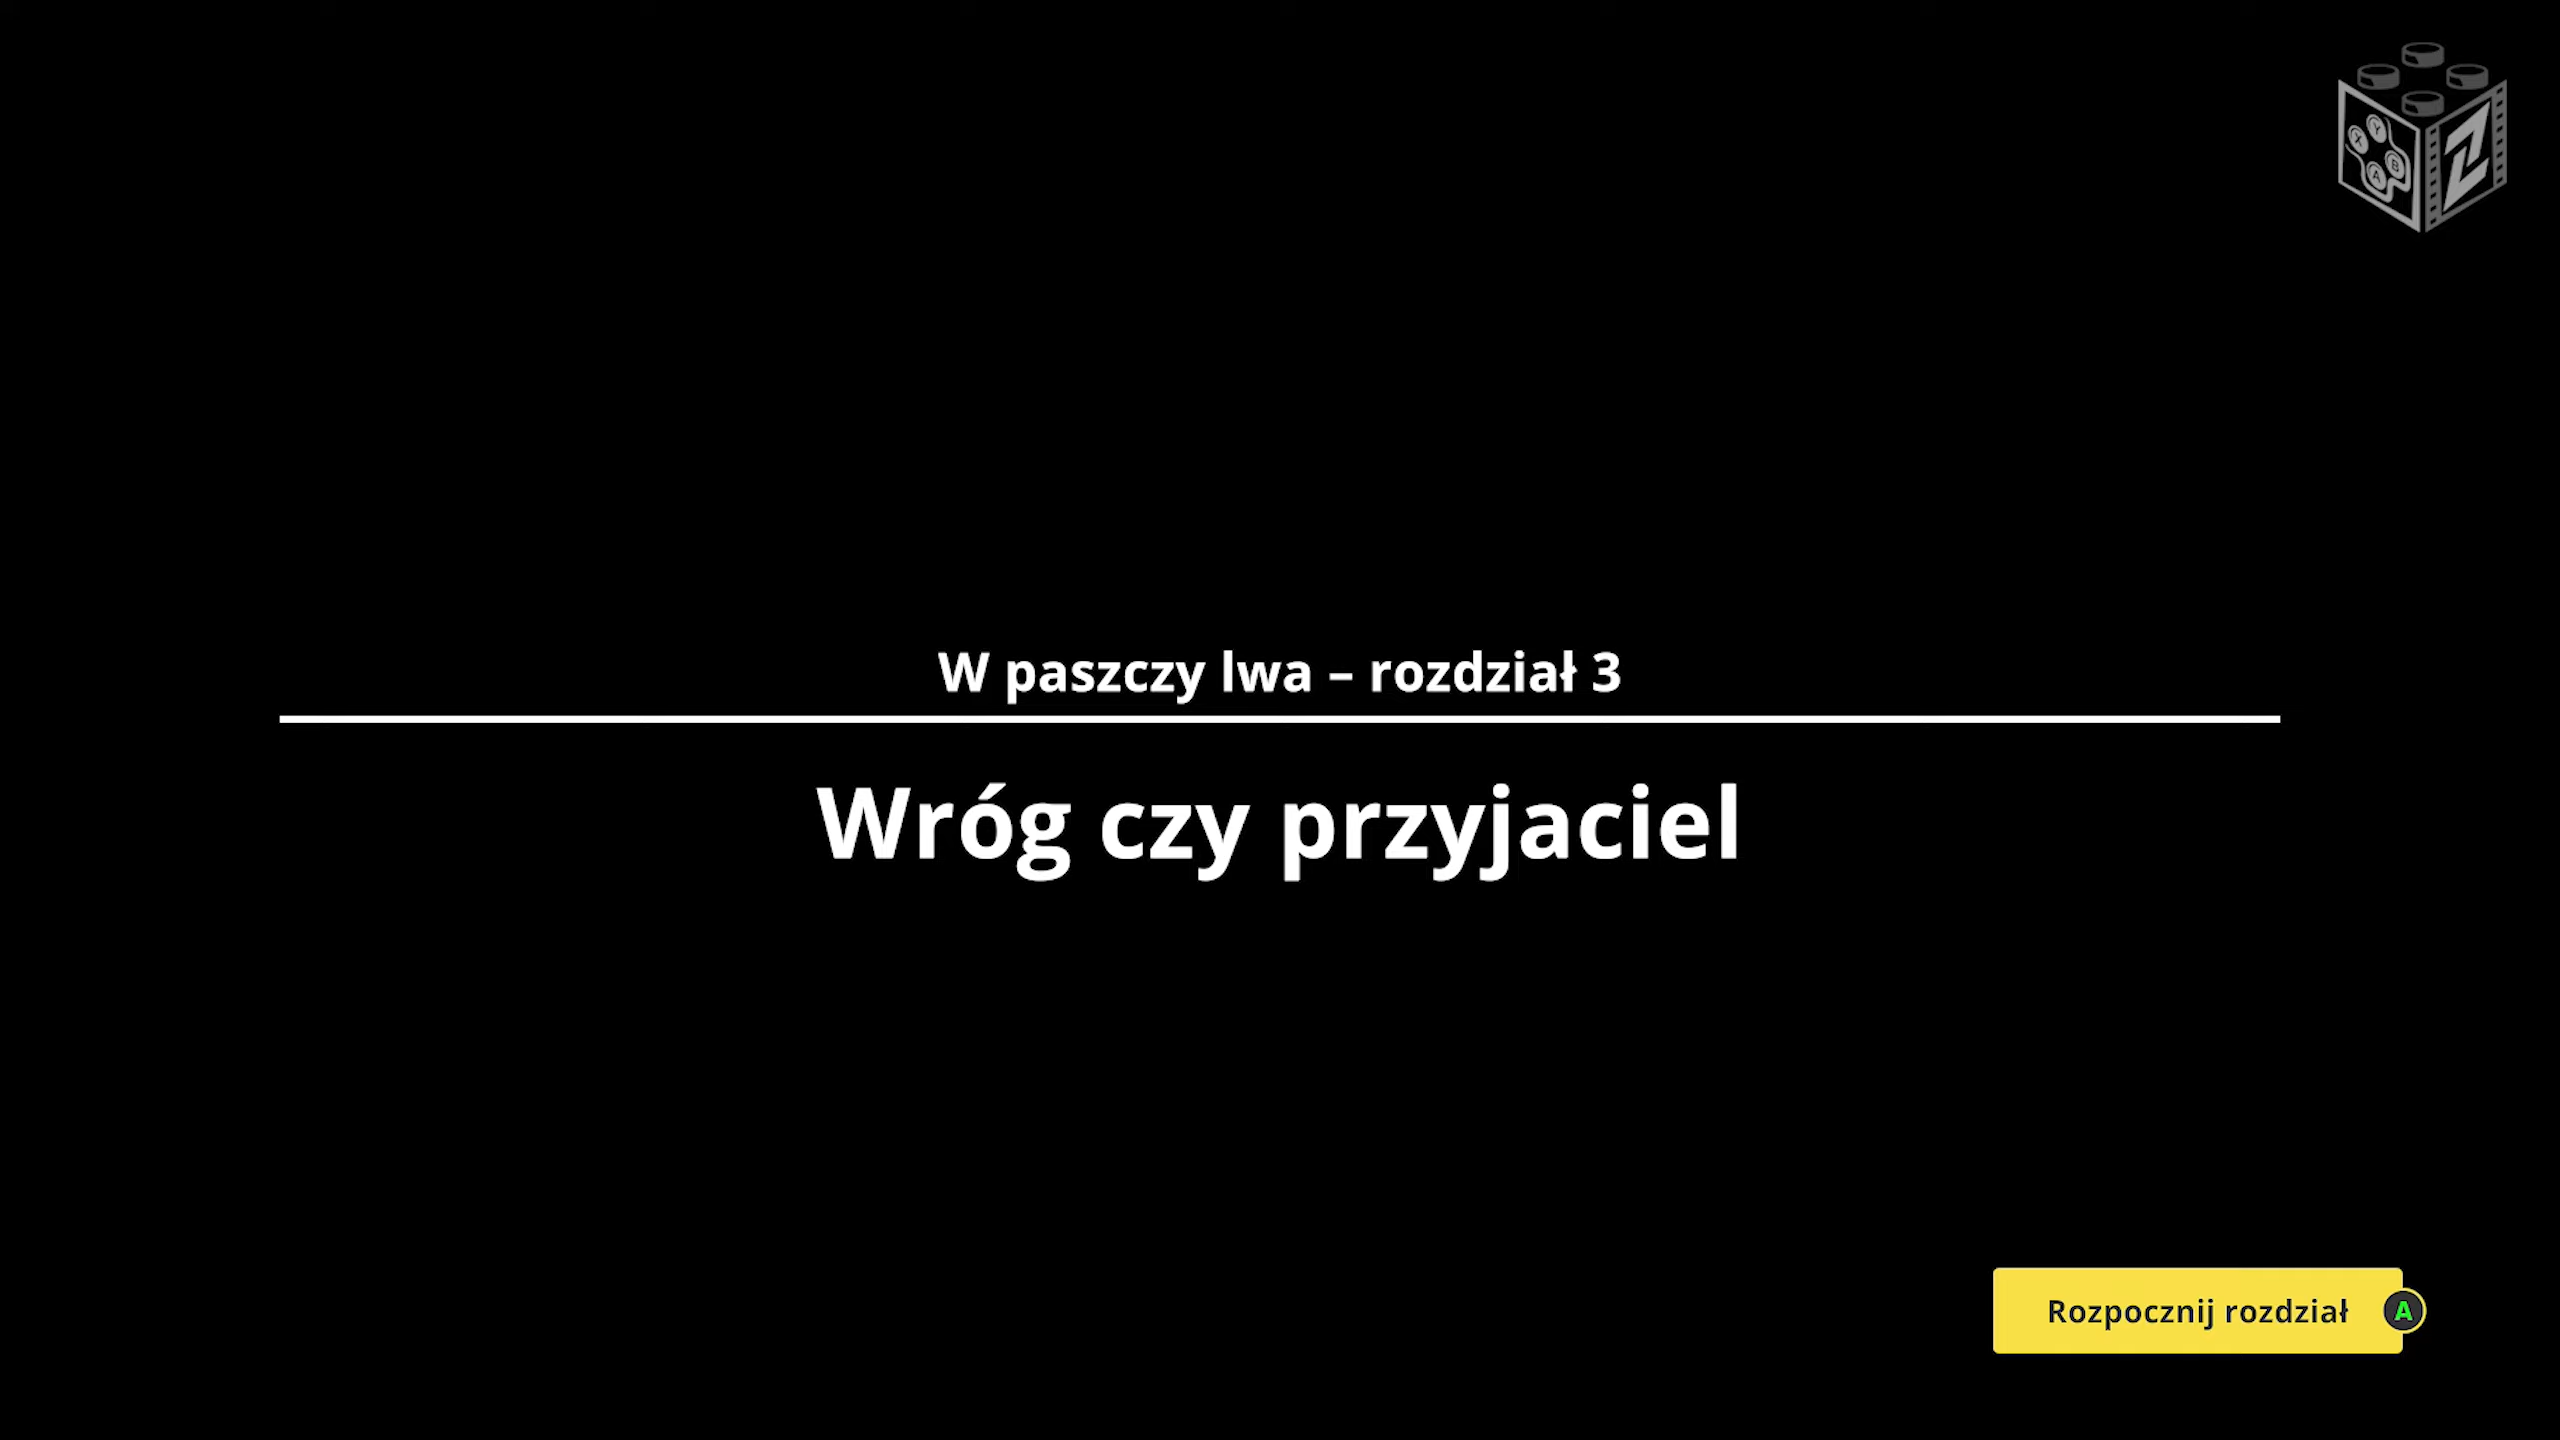 W paszczy lwa – rozdział 3
Wróg czy przyjaciel
Rozpocznij rozdział A
X Y
A B
Z